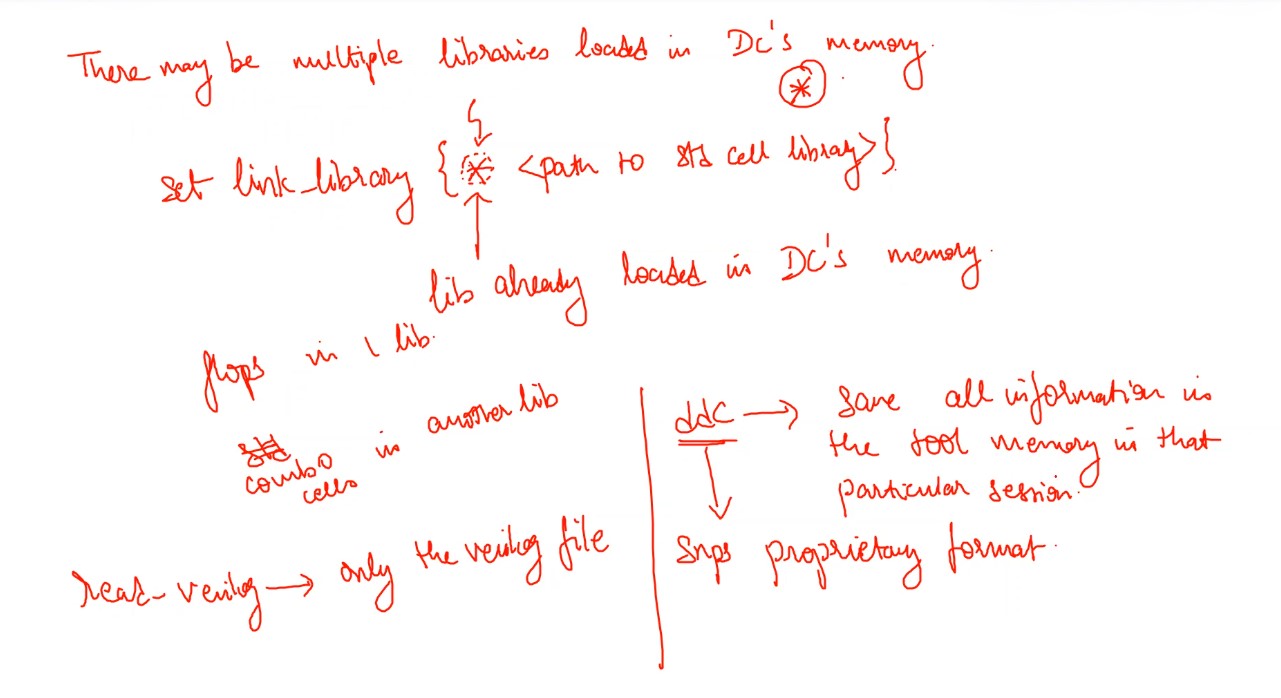 There may be multiple libraries loaded in DC's memory.
*
set link_library { * <path to std cell library> }
lib already loaded in DC's memory.
flops in 1 lib.
combo cells in another lib
read_verilog → only the verilog file
ddc → Save all information in
the tool memory in that
particular session.
Snps proprietary format.